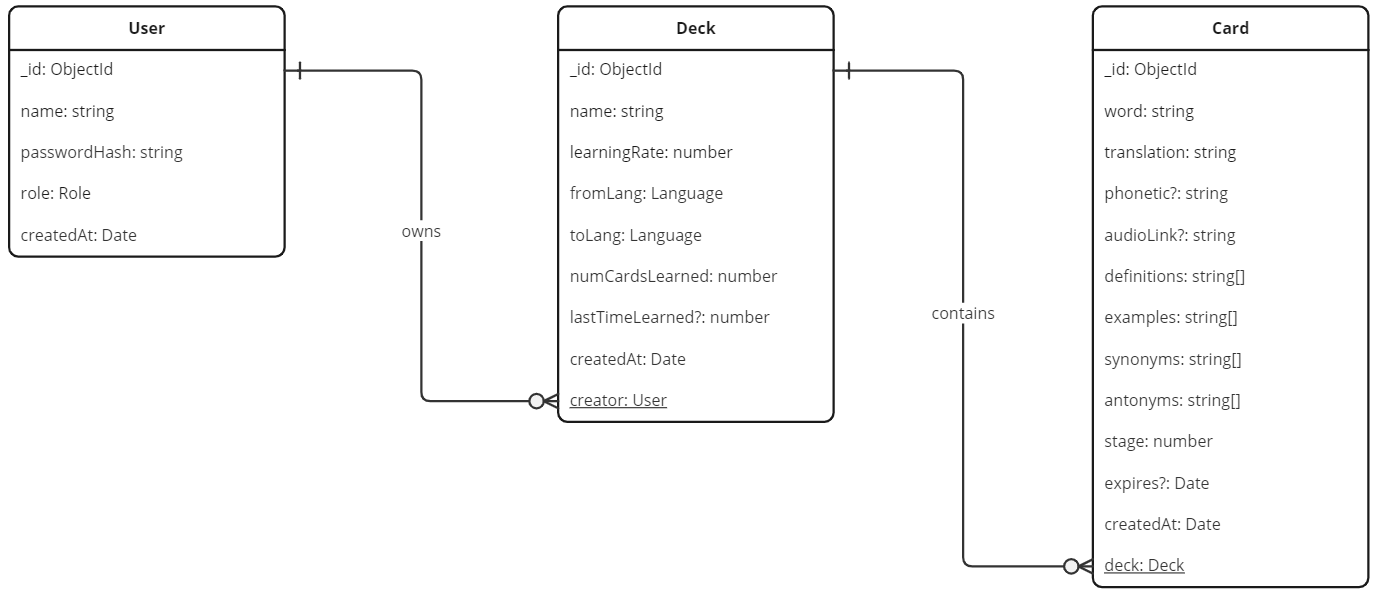 User
_id: ObjectId
name: string
passwordHash: string
role: Role
createdAt: Date
owns
Deck
_id: ObjectId
name: string
learningRate: number
fromLang: Language
toLang: Language
numCardsLearned: number
lastTimeLearned?: number
createdAt: Date
creator: User
contains
Card
_id: ObjectId
word: string
translation: string
phonetic?: string
audioLink?: string
definitions: string[]
examples: string[]
synonyms: string[]
antonyms: string[]
stage: number
expires?: Date
createdAt: Date
deck: Deck